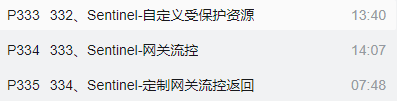 P333 332、Sentinel-自定义受保护资源 13:40
P334 333、Sentinel-网关流控 14:07
P335 334、Sentinel-定制网关流控返回 07:48